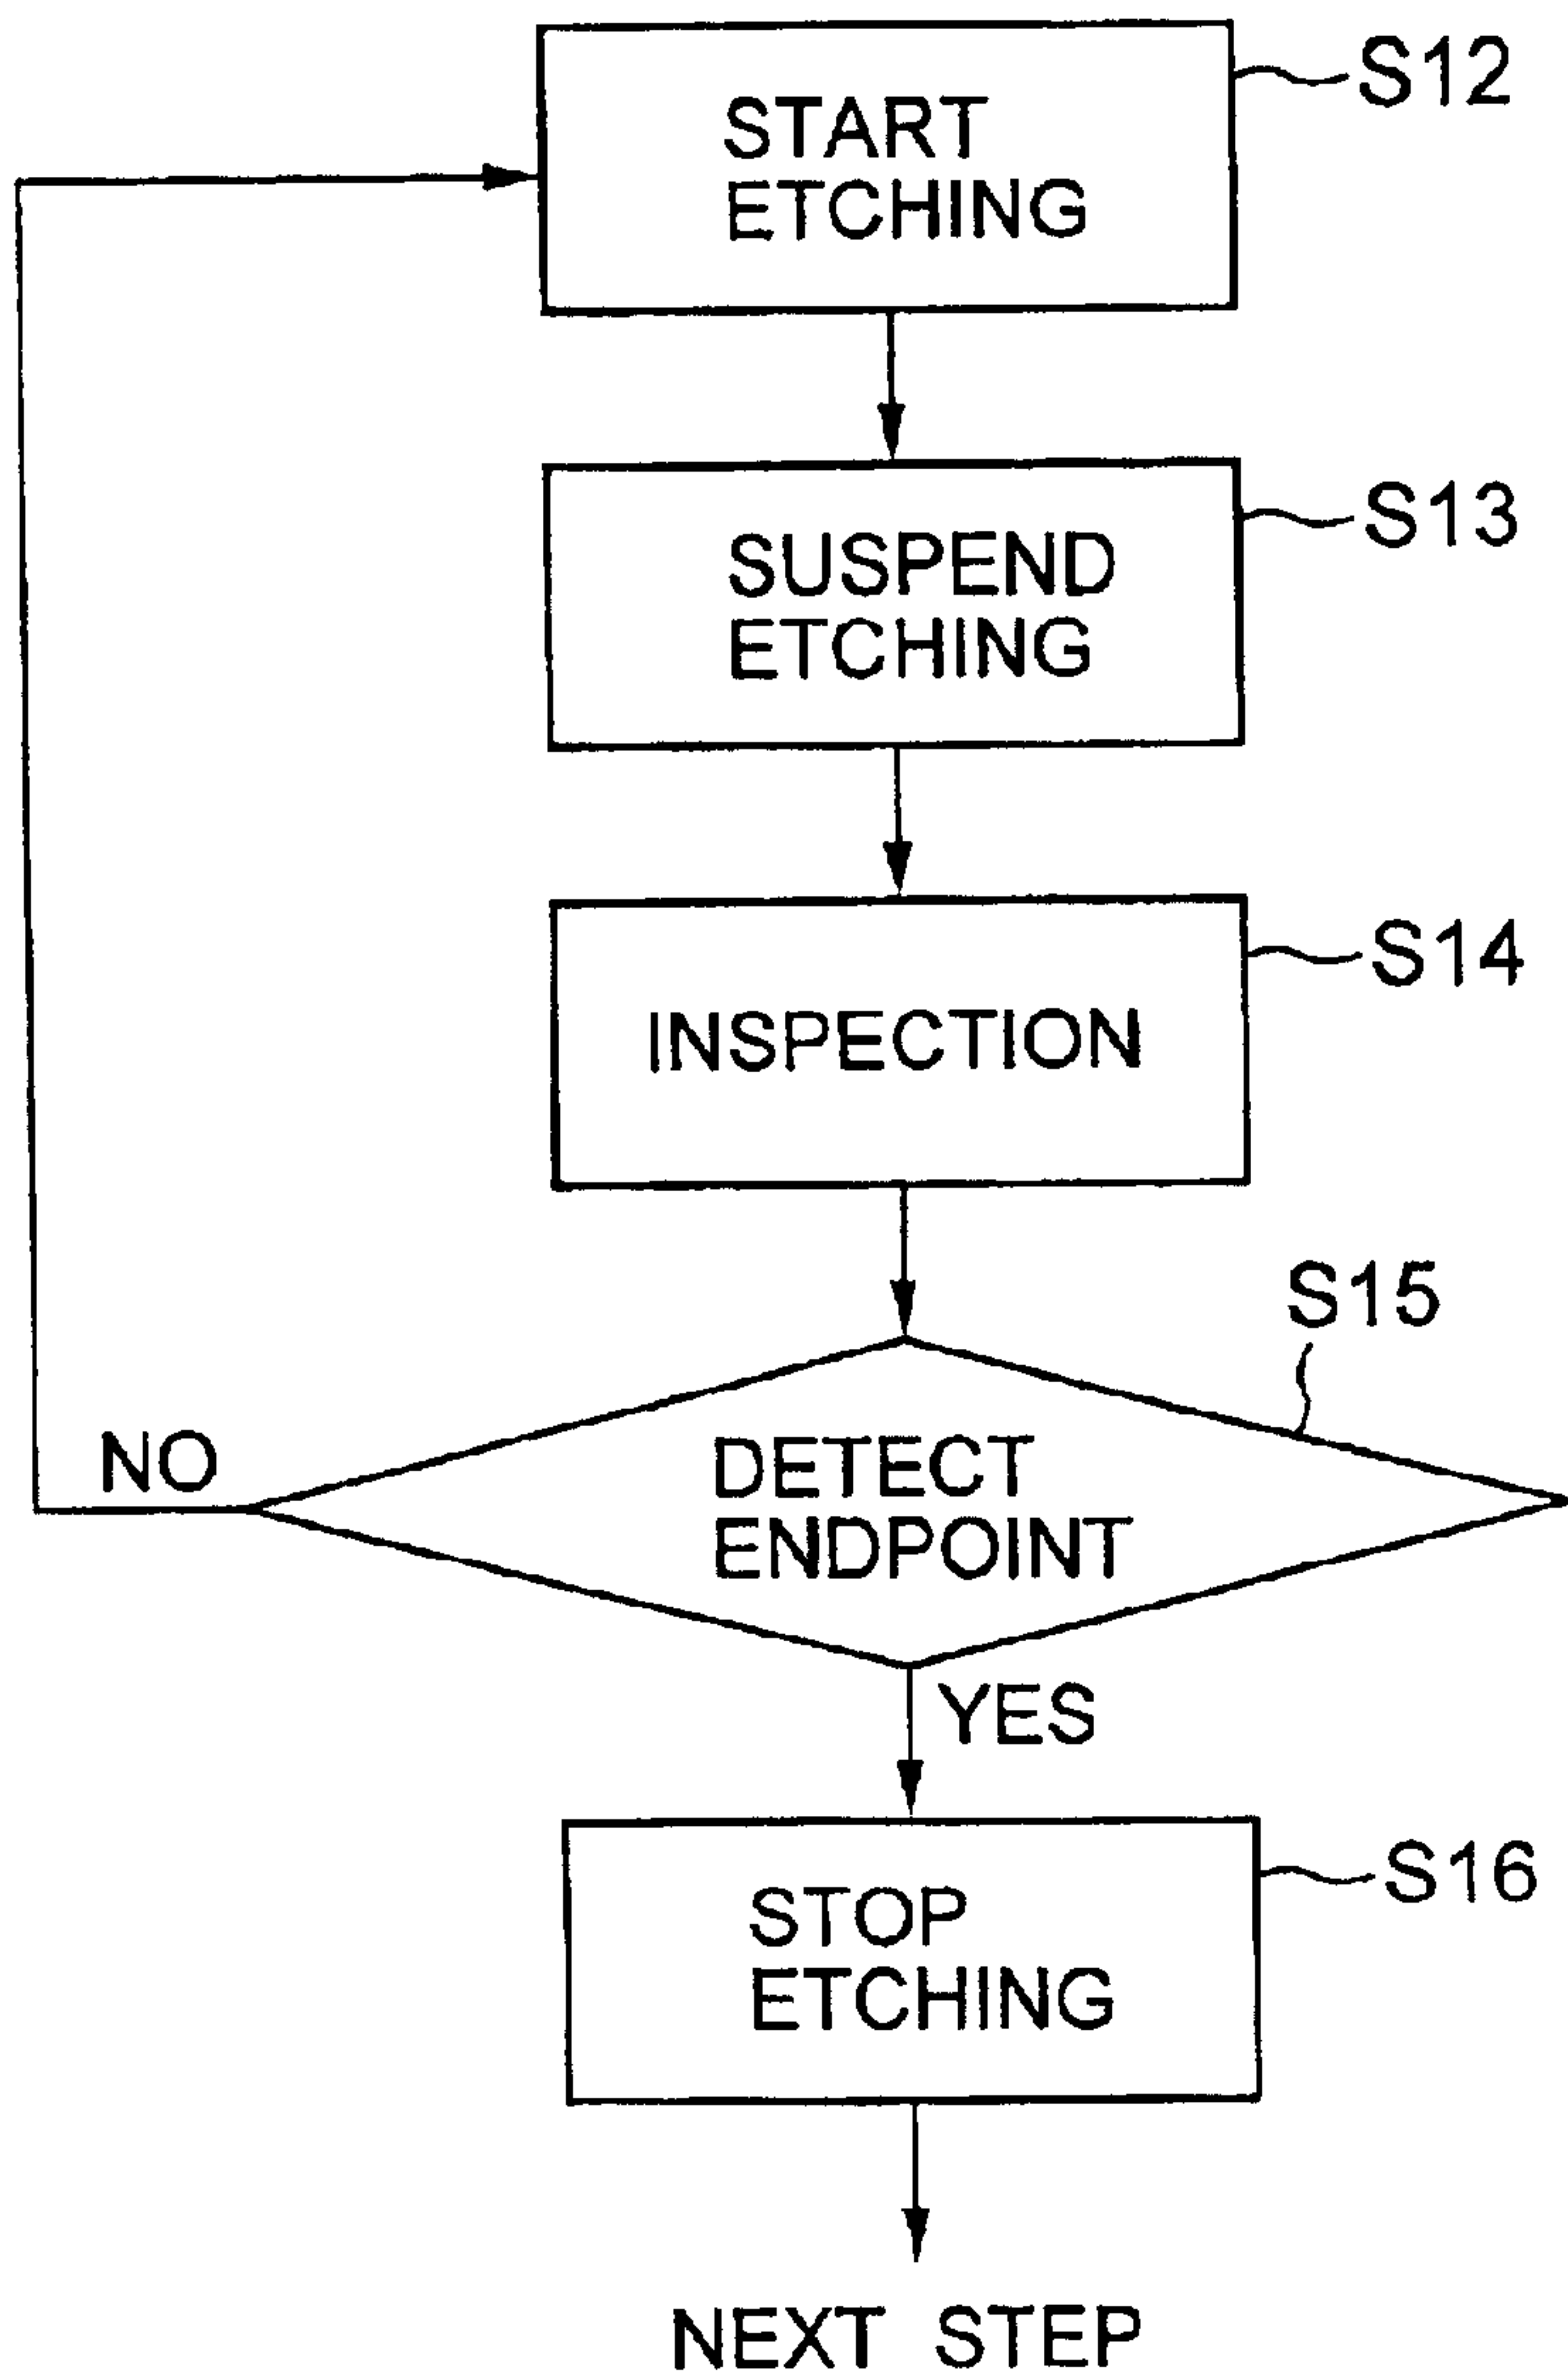 START
ETCHING
S12
SUSPEND
ETCHING
S13
INSPECTION
S14
S15
DETECT
ENDPOINT
NO
YES
STOP
ETCHING
S16
NEXT STEP